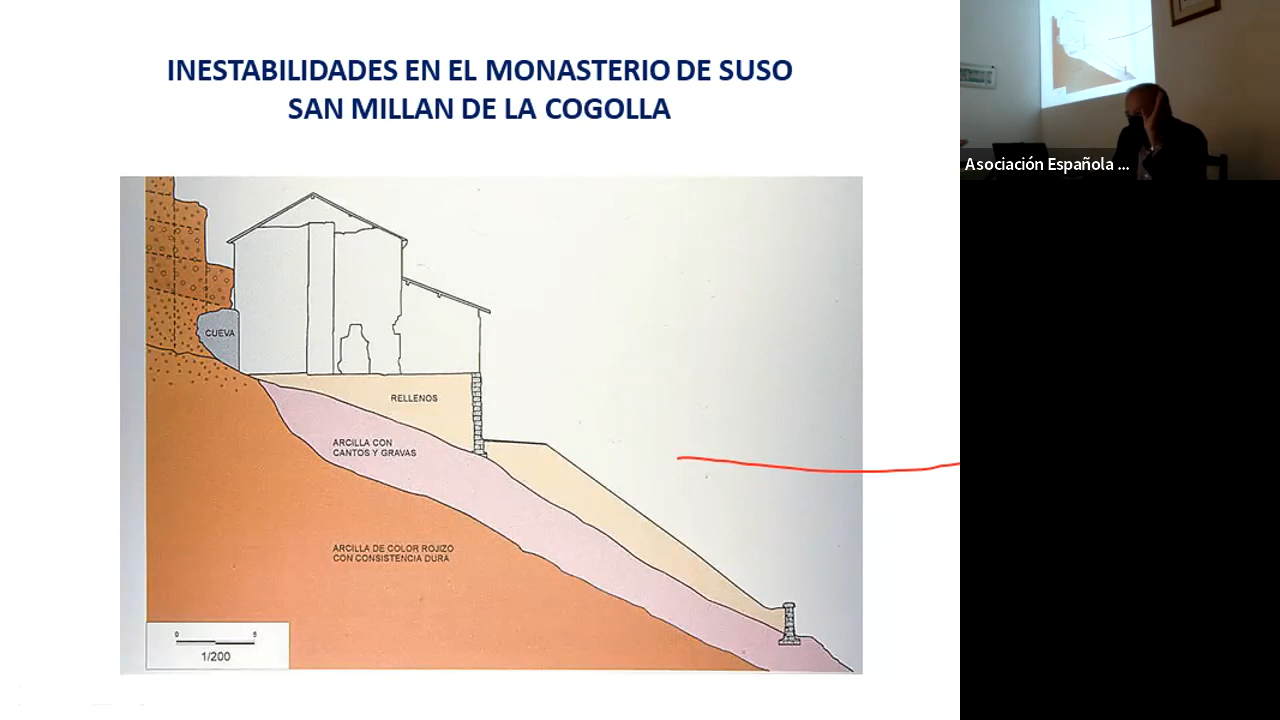 INESTABILIDADES EN EL MONASTERIO DE SUSO
SAN MILLAN DE LA COGOLLA
Asociación Española ...
CUEVA
RELLENOS
ARCILLA CON
CANTOS Y GRAVAS
ARCILLA DE COLOR ROJIZO
CON CONSISTENCIA DURA
0 5
1/200